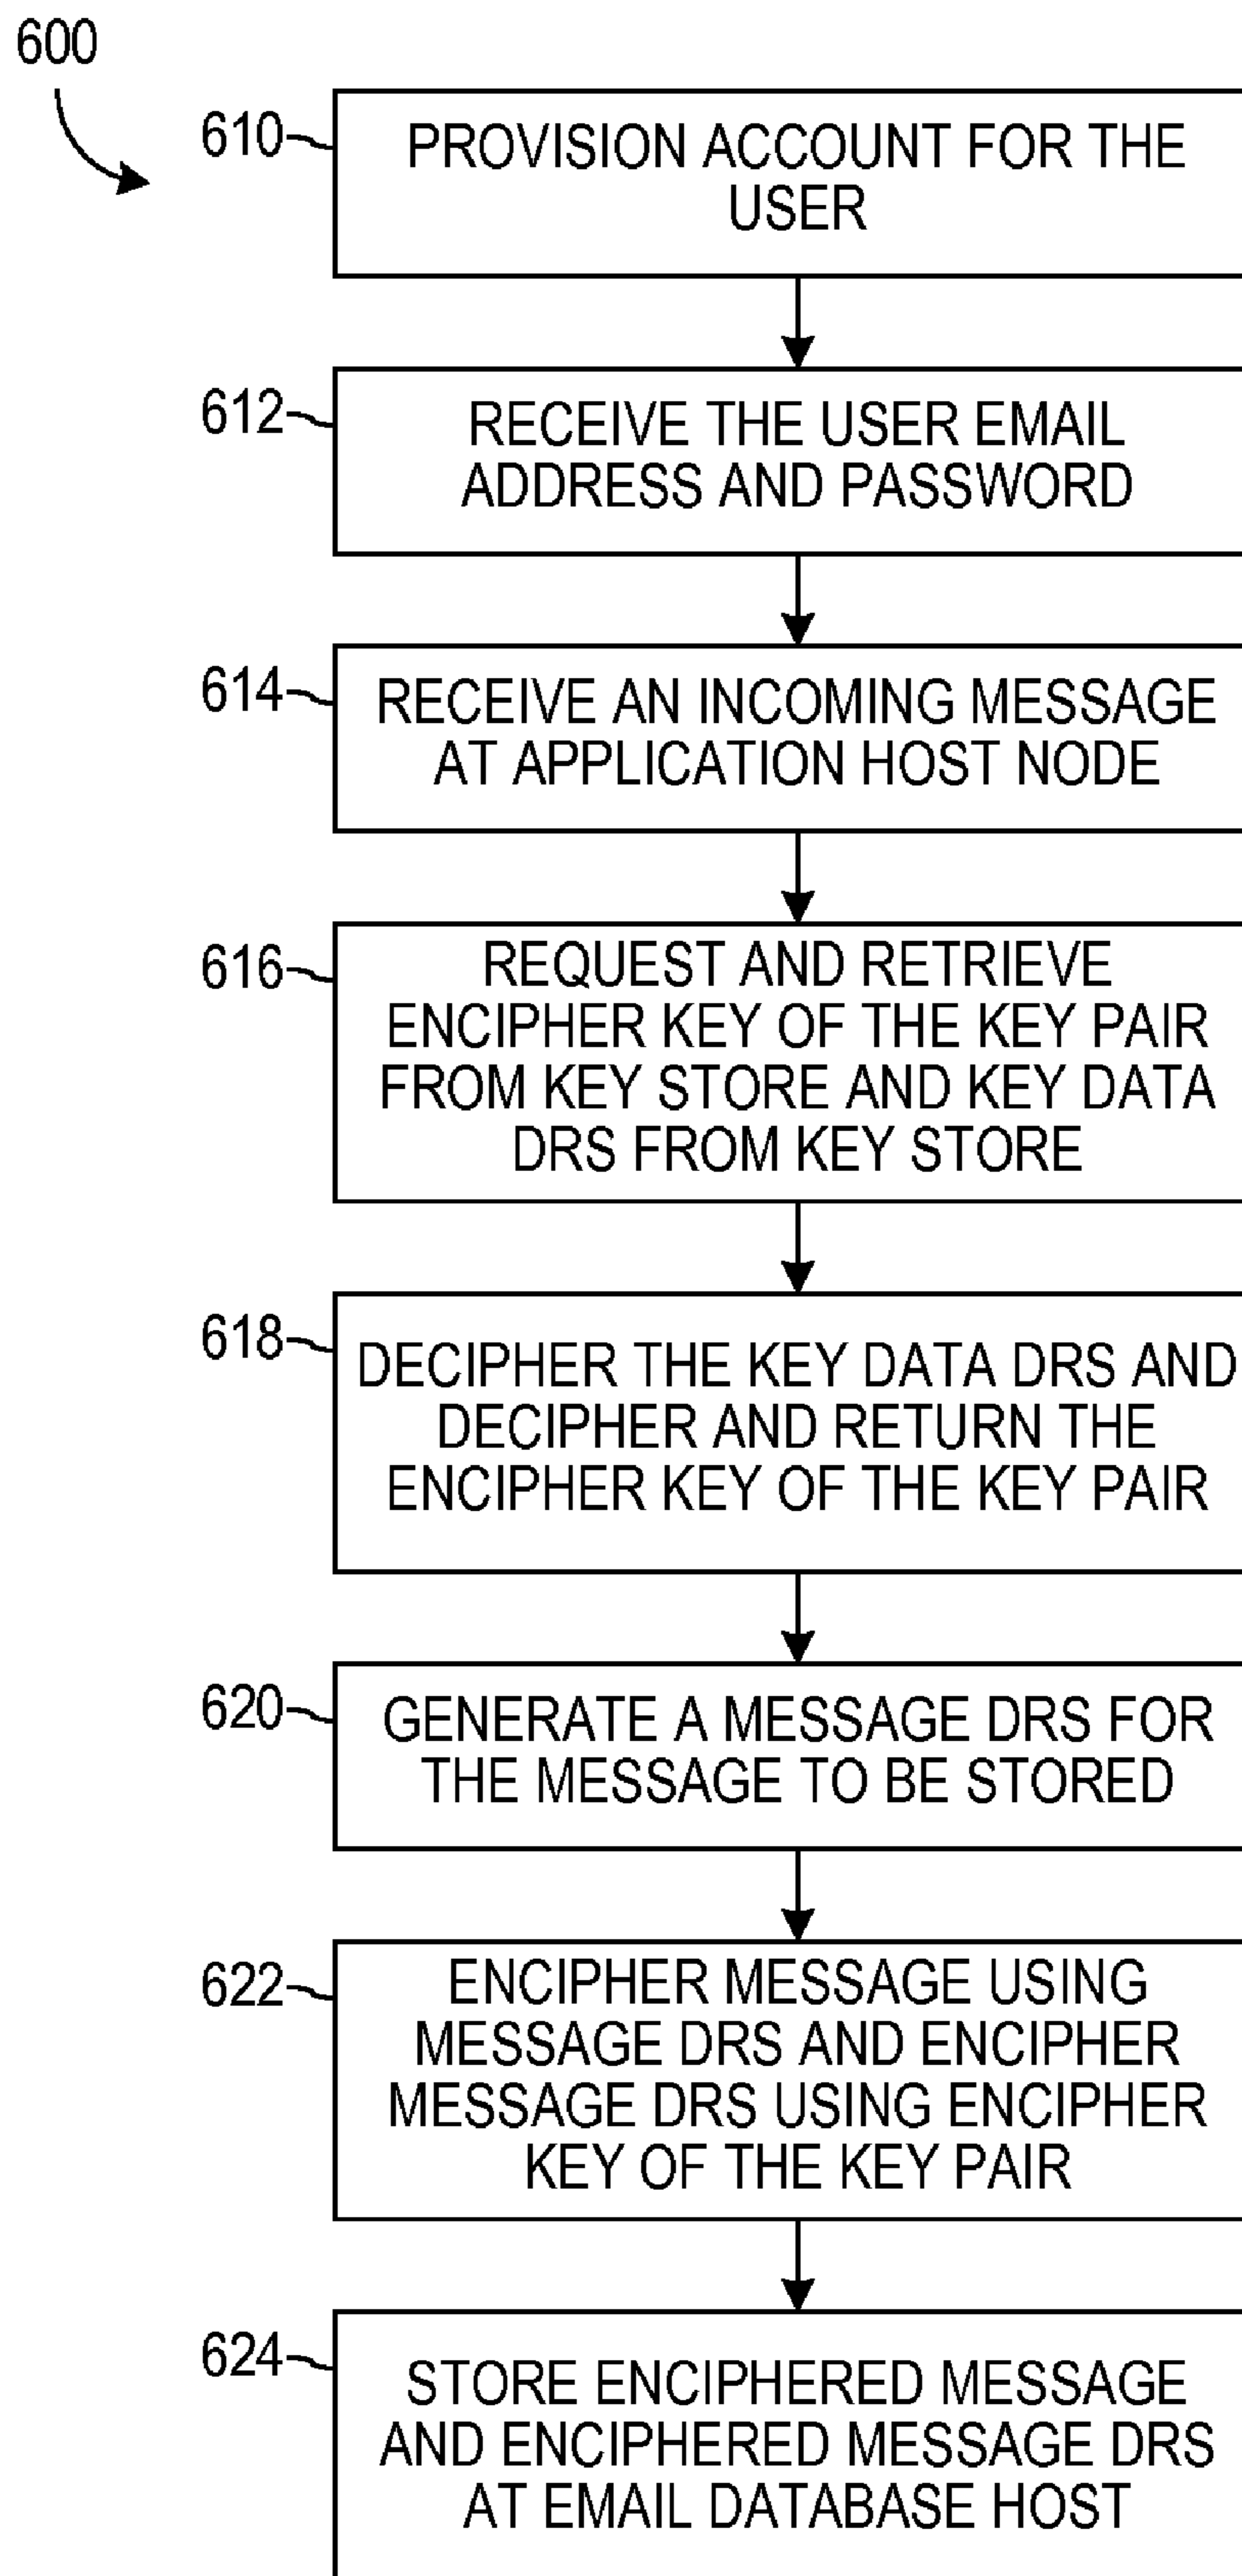 600
610
PROVISION ACCOUNT FOR THE
USER
612
RECEIVE THE USER EMAIL
ADDRESS AND PASSWORD
614
RECEIVE AN INCOMING MESSAGE
AT APPLICATION HOST NODE
616
REQUEST AND RETRIEVE
ENCIPHER KEY OF THE KEY PAIR
FROM KEY STORE AND KEY DATA
DRS FROM KEY STORE
618
DECIPHER THE KEY DATA DRS AND
DECIPHER AND RETURN THE
ENCIPHER KEY OF THE KEY PAIR
620
GENERATE A MESSAGE DRS FOR
THE MESSAGE TO BE STORED
622
ENCIPHER MESSAGE USING
MESSAGE DRS AND ENCIPHER
MESSAGE DRS USING ENCIPHER
KEY OF THE KEY PAIR
624
STORE ENCIPHERED MESSAGE
AND ENCIPHERED MESSAGE DRS
AT EMAIL DATABASE HOST